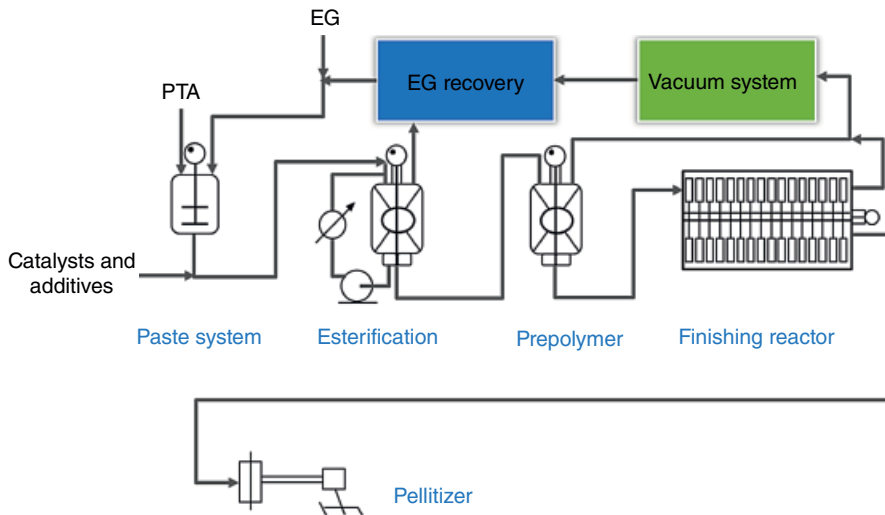 EG
EG recovery
Vacuum system
PTA
Catalysts and
additives
Paste system
Esterification
Prepolymer
Finishing reactor
Pellitizer